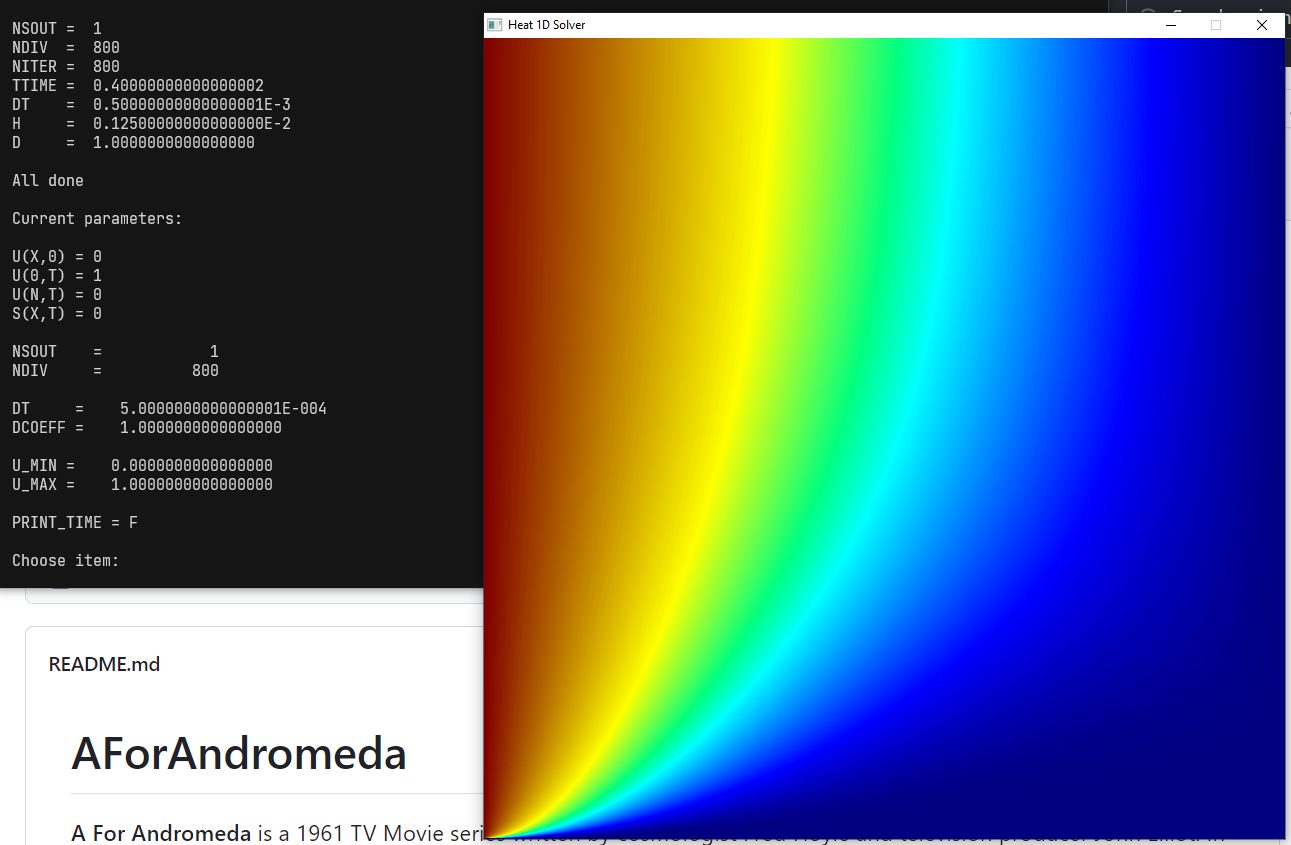 NSOUT = 1
NDIV = 800
NITER = 800
TTIME = 0.40000000000000002
DT = 0.50000000000000001E-3
H = 0.12500000000000000E-2
D = 1.0000000000000000
All done
Current parameters:
U(X,0) = 0
U(0,T) = 1
U(N,T) = 0
S(X,T) = 0
NSOUT = 1
NDIV = 800
DT = 5.0000000000000001E-004
DCOEFF = 1.0000000000000000
U_MIN = 0.0000000000000000
U_MAX = 1.0000000000000000
PRINT_TIME = F
Choose item:
Heat 1D Solver
README.md
AForAndromeda
A For Andromeda is a 1961 TV Movie